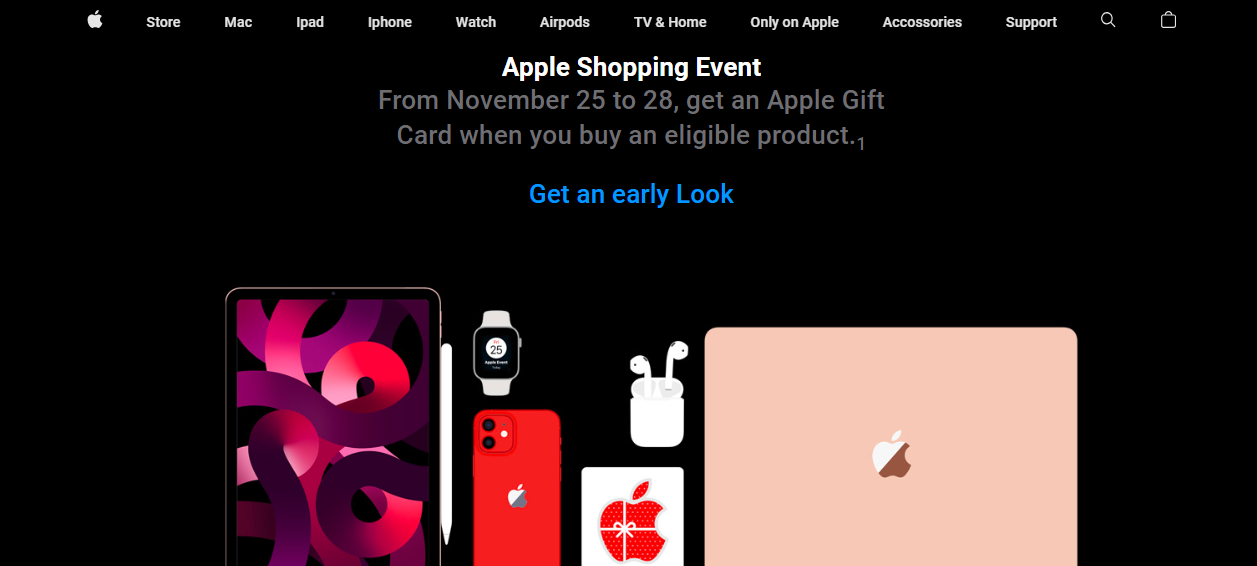 Store Mac Ipad Iphone Watch Airpods TV & Home Only on Apple Accossories Support
Apple Shopping Event
From November 25 to 28, get an Apple Gift
Card when you buy an eligible product.1
Get an early Look
25
Apple Event